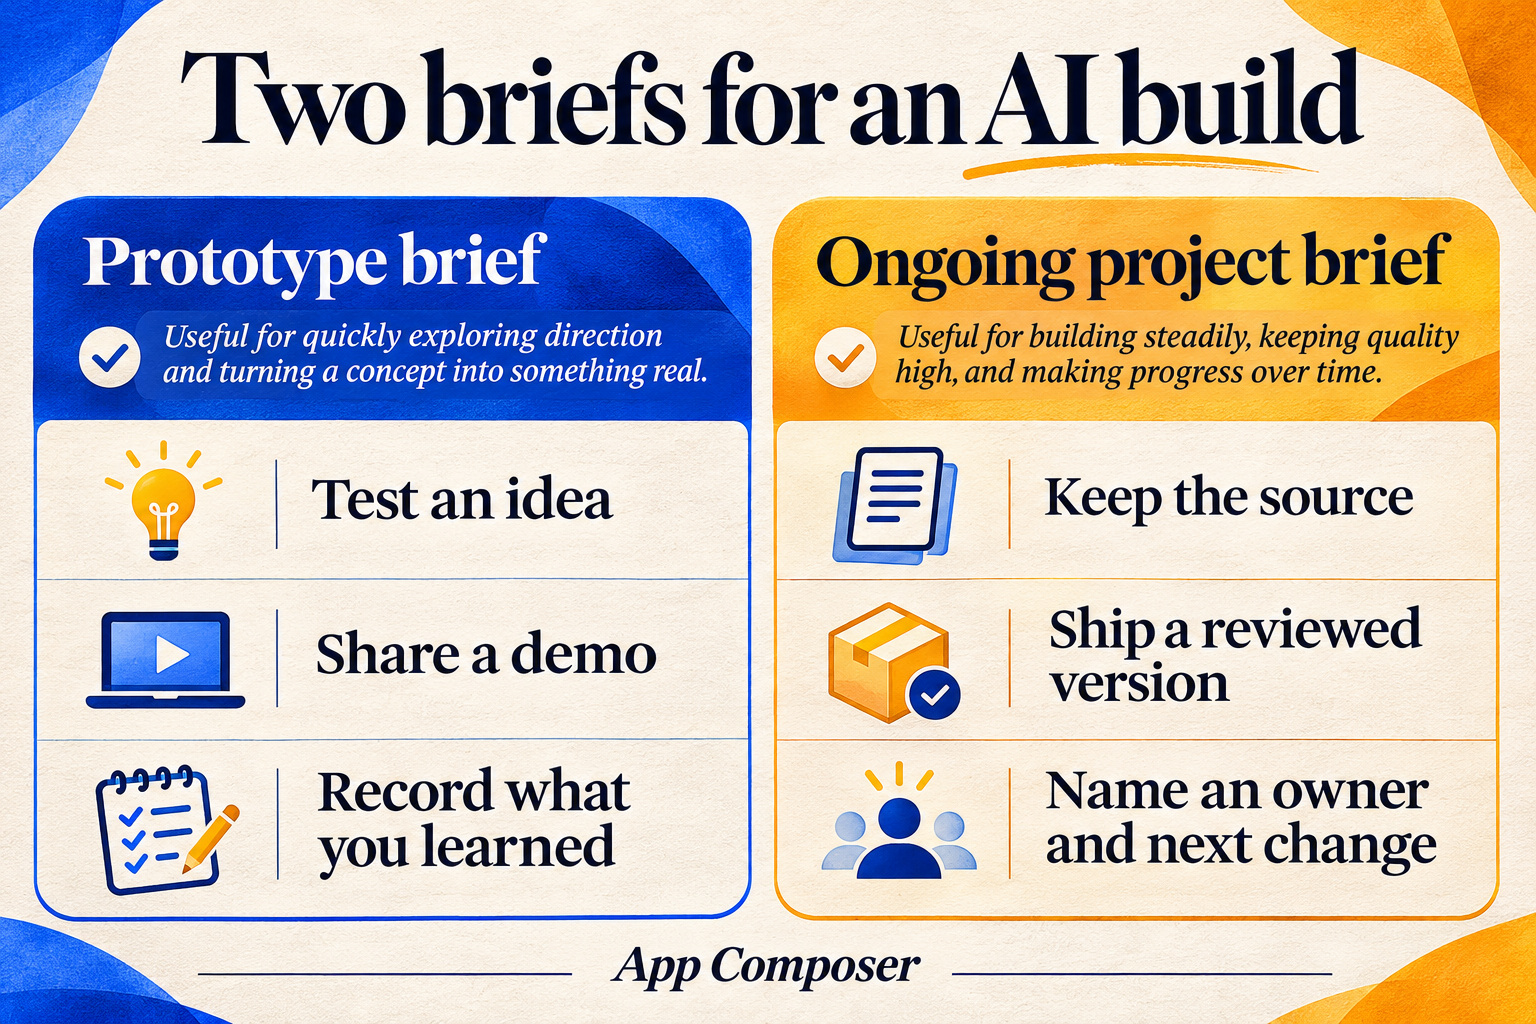 Two briefs for an AI build
Prototype brief
Useful for quickly exploring direction
and turning a concept into something real.
Test an idea
Share a demo
Record what
you learned
Ongoing project brief
Useful for building steadily, keeping quality
high, and making progress over time.
Keep the source
Ship a reviewed
version
Name an owner
and next change
App Composer